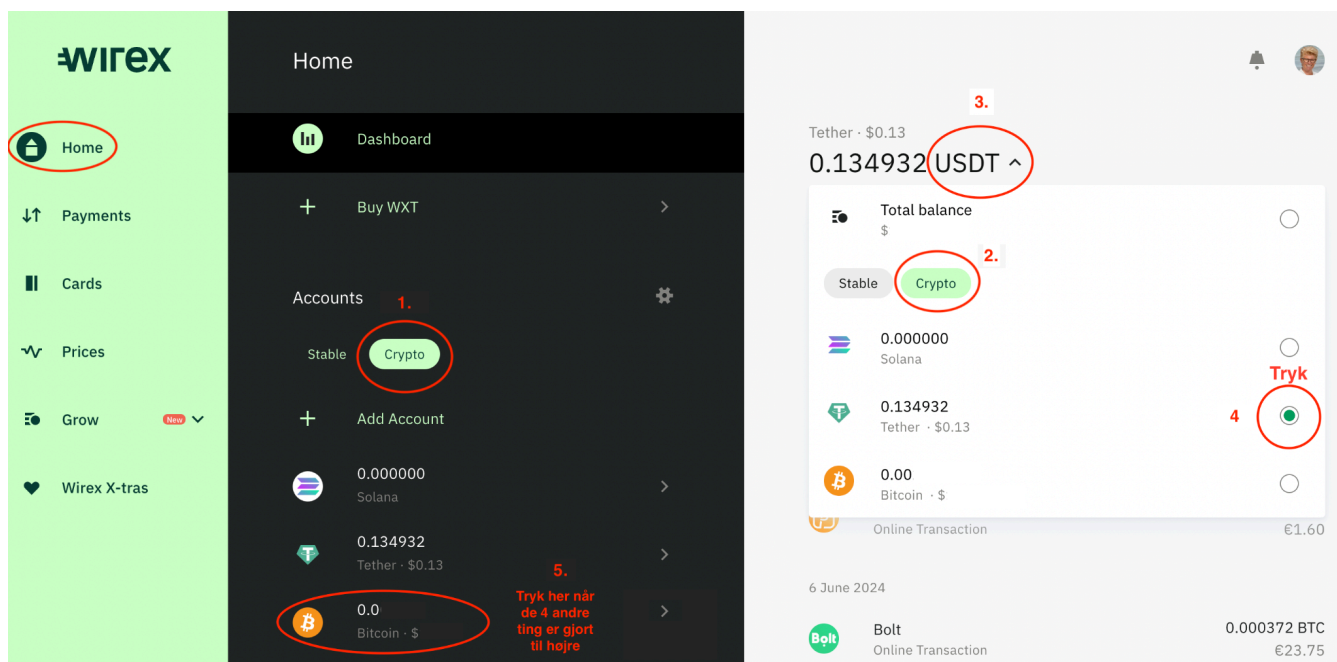 wirex
Home
Payments
Cards
Prices
Grow
New
Wirex X-tras
Home
Dashboard
Buy WXT
Accounts
1.
Stable
Crypto
Add Account
0.000000
Solana
0.134932
Tether · $0.13
0.0
Bitcoin · $
5.
Tryk her når
de 4 andre
ting er gjort
til højre
3.
Tether · $0.13
0.134932 USDT
Total balance
$
2.
Stable
Crypto
0.000000
Solana
Tryk
0.134932
Tether · $0.13
4
0.00
Bitcoin · $
Online Transaction
€1.60
6 June 2024
Bolt
Bolt
0.000372 BTC
Online Transaction
€23.75